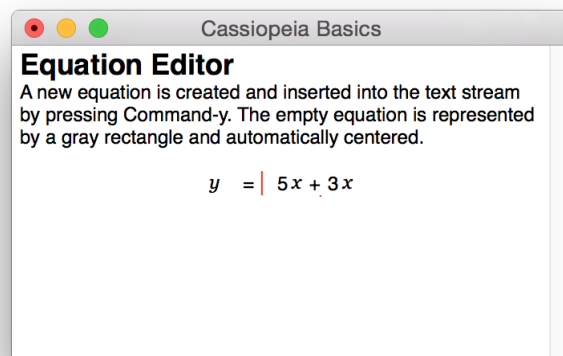 Cassiopeia Basics
Equation Editor
A new equation is created and inserted into the text stream
by pressing Command-y. The empty equation is represented
by a gray rectangle and automatically centered.
y = 5x + 3x